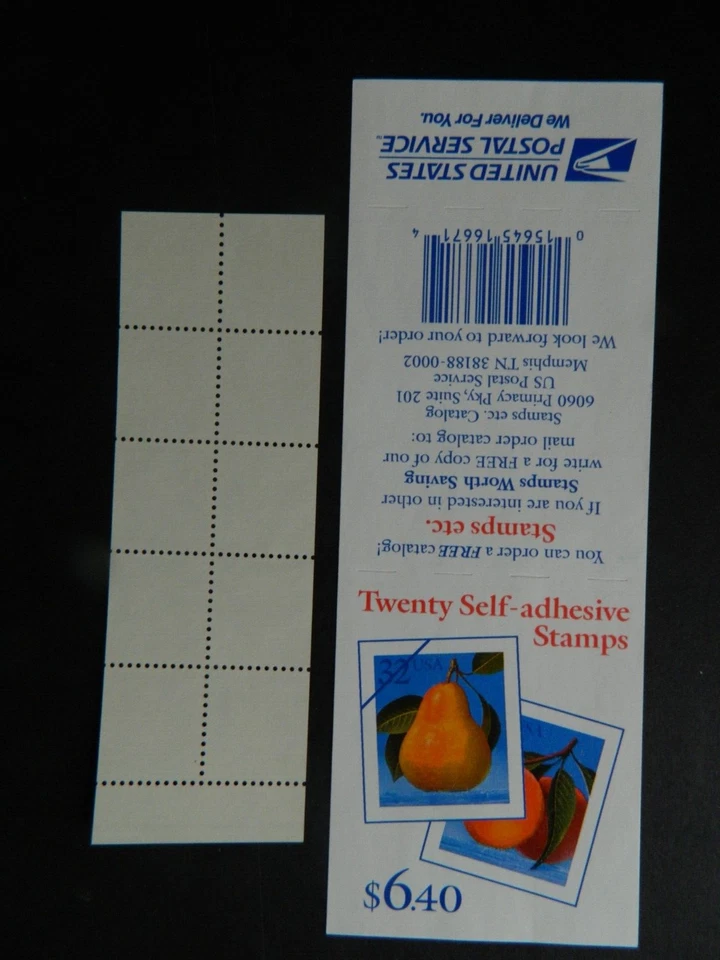 We Deliver For You.
UNITED STATES
POSTAL SERVICE™
0 15645 16671 4
We look forward to your order!
Memphis TN 38188-0002
US Postal Service
6060 Primacy Pky, Suite 201
Stamps etc. Catalog
mail order catalog to:
write for a FREE copy of our
Stamps Worth Saving
If you are interested in other
Stamps etc.
You can order a FREE catalog!
Twenty Self-adhesive
Stamps
32 USA
USA
$6.40